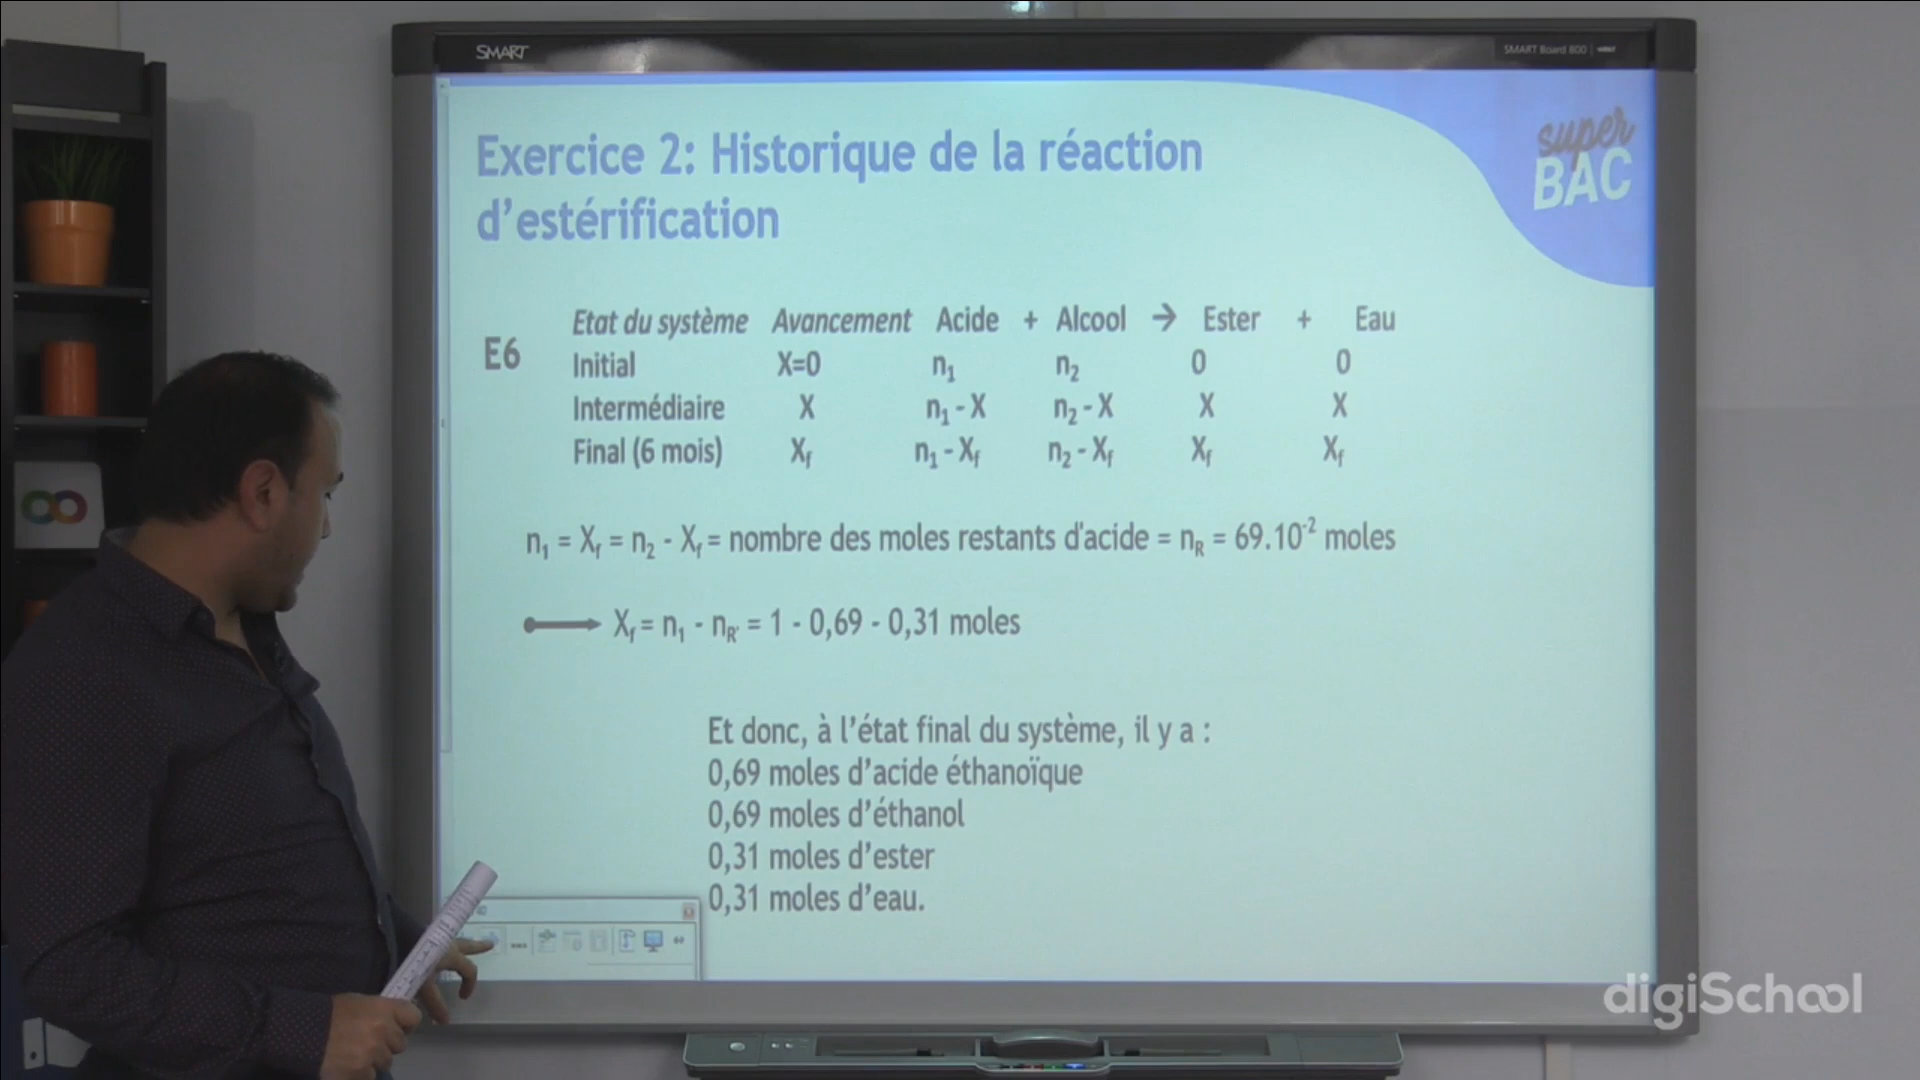 SMART
SMART Board 800
super
BAC
Exercice 2: Historique de la réaction
d'estérification
E6
Etat du système Avancement Acide + Alcool → Ester + Eau
Initial X=0 n₁ n₂ 0 0
Intermédiaire X n₁ - X n₂ - X X X
Final (6 mois) Xf n₁ - Xf n₂ - Xf Xf Xf
n₁ = Xf = n₂ - Xf = nombre des moles restants d'acide = nR = 69.10⁻² moles
Xf = n₁ - nR = 1 - 0,69 - 0,31 moles
Et donc, à l'état final du système, il y a :
0,69 moles d'acide éthanoïque
0,69 moles d'éthanol
0,31 moles d'ester
0,31 moles d'eau.
digiSchool